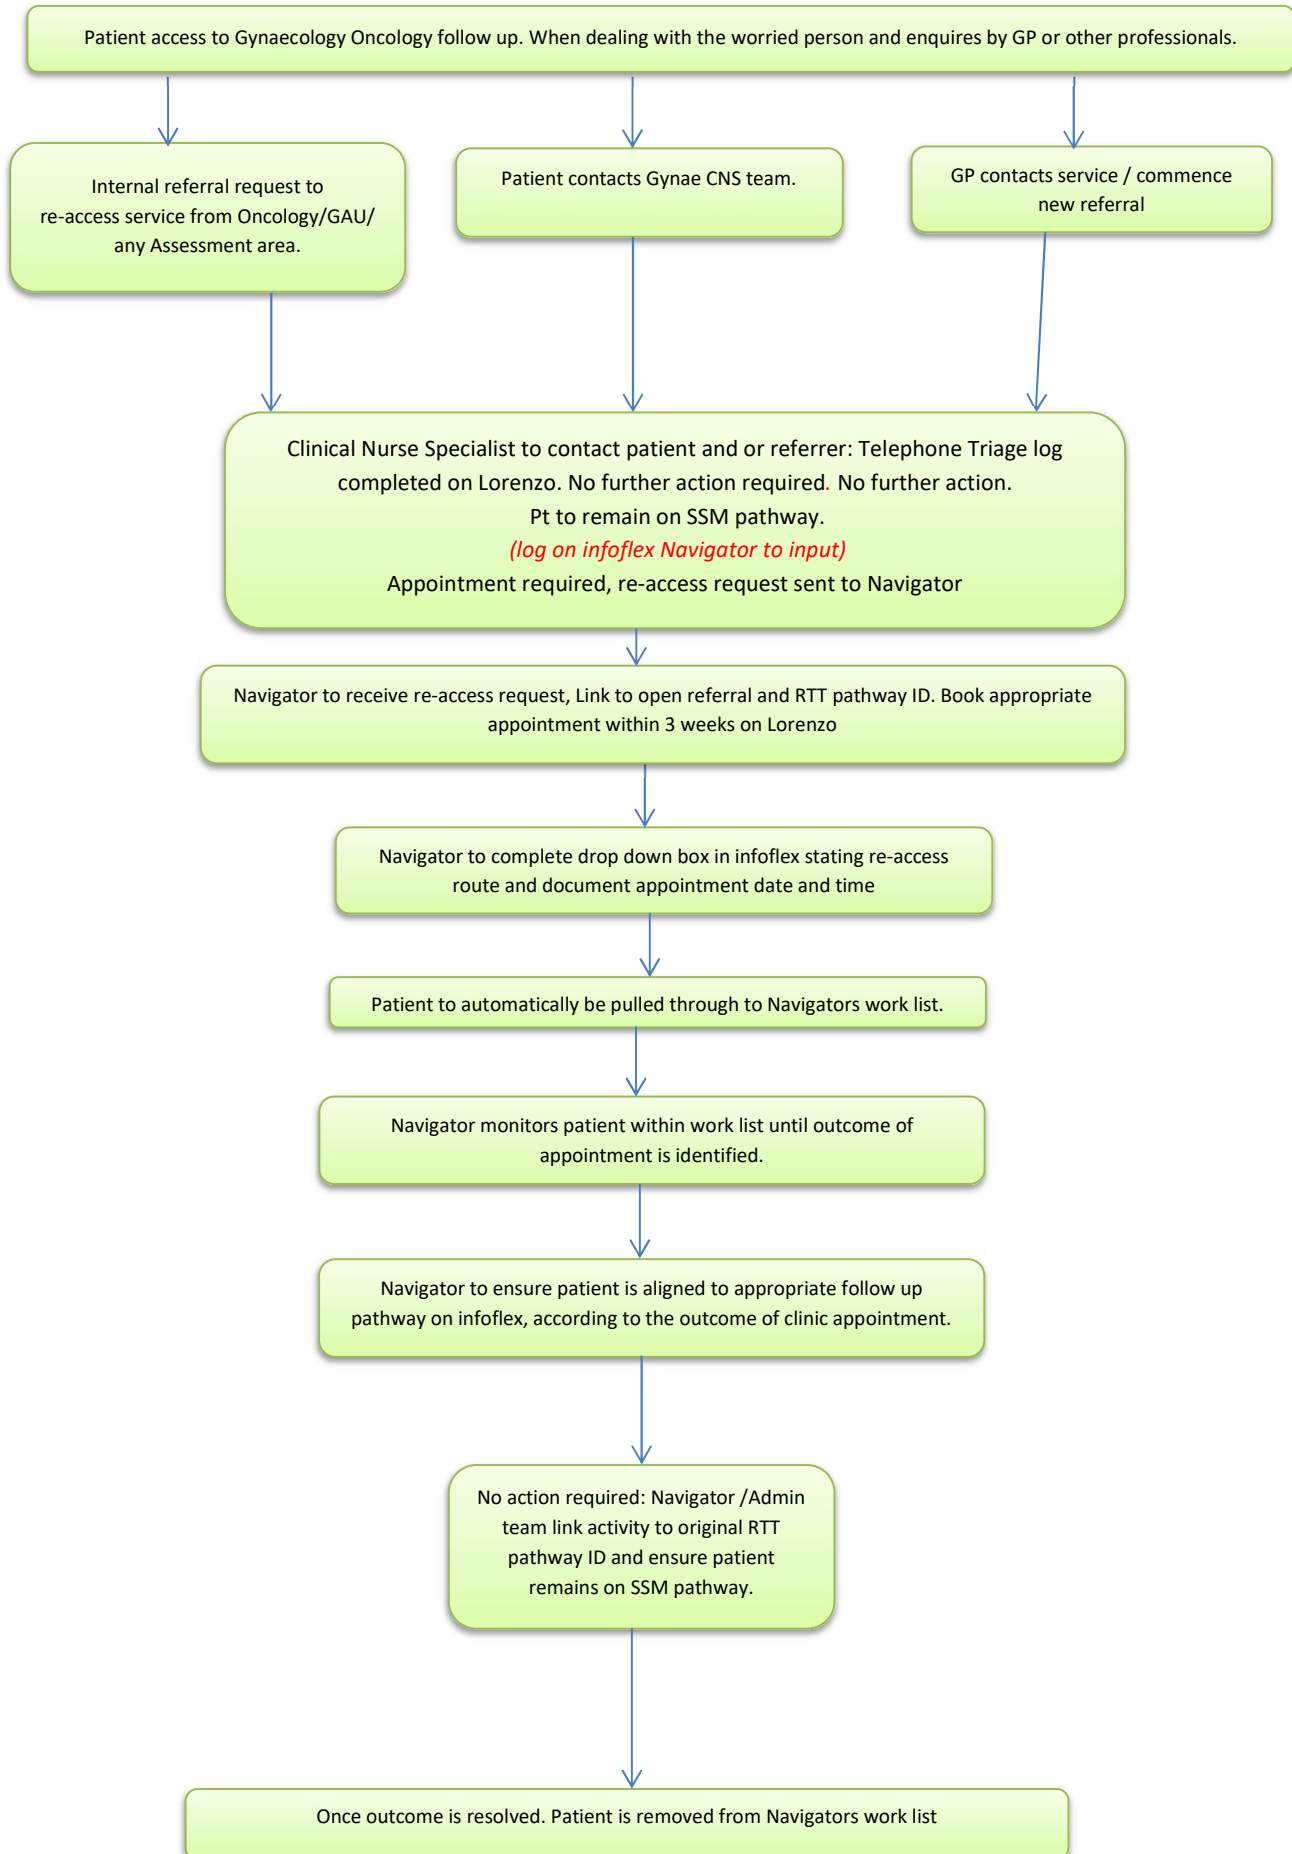 Patient access to Gynaecology Oncology follow up. When dealing with the worried person and enquires by GP or other professionals.
Internal referral request to
re-access service from Oncology/GAU/
any Assessment area.
Patient contacts Gynae CNS team.
GP contacts service / commence
new referral
Clinical Nurse Specialist to contact patient and or referrer: Telephone Triage log
completed on Lorenzo. No further action required. No further action.
Pt to remain on SSM pathway.
(log on infoflex Navigator to input)
Appointment required, re-access request sent to Navigator
Navigator to receive re-access request, Link to open referral and RTT pathway ID. Book appropriate
appointment within 3 weeks on Lorenzo
Navigator to complete drop down box in infoflex stating re-access
route and document appointment date and time
Patient to automatically be pulled through to Navigators work list.
Navigator monitors patient within work list until outcome of
appointment is identified.
Navigator to ensure patient is aligned to appropriate follow up
pathway on infoflex, according to the outcome of clinic appointment.
No action required: Navigator /Admin
team link activity to original RTT
pathway ID and ensure patient
remains on SSM pathway.
Once outcome is resolved. Patient is removed from Navigators work list